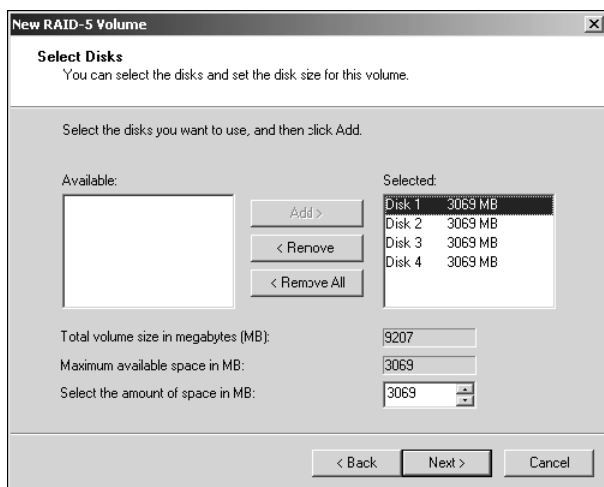 New RAID-5 Volume
Select Disks
You can select the disks and set the disk size for this volume.
Select the disks you want to use, and then click Add.
Available:
Selected:
Add >
< Remove
< Remove All
Disk 1 3069 MB
Disk 2 3069 MB
Disk 3 3069 MB
Disk 4 3069 MB
Total volume size in megabytes (MB): 9207
Maximum available space in MB: 3069
Select the amount of space in MB: 3069
< Back Next > Cancel